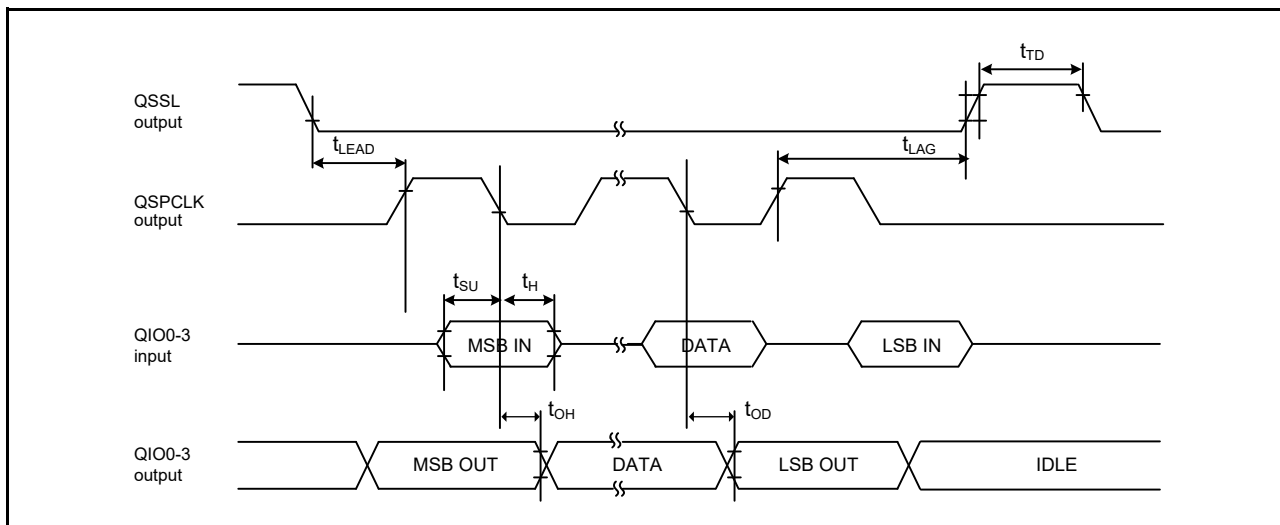 QSSL
output
tTD
tLEAD
tLAG
QSPCLK
output
tSU
tH
QIO0-3
input
MSB IN
DATA
LSB IN
tOH
tOD
QIO0-3
output
MSB OUT
DATA
LSB OUT
IDLE